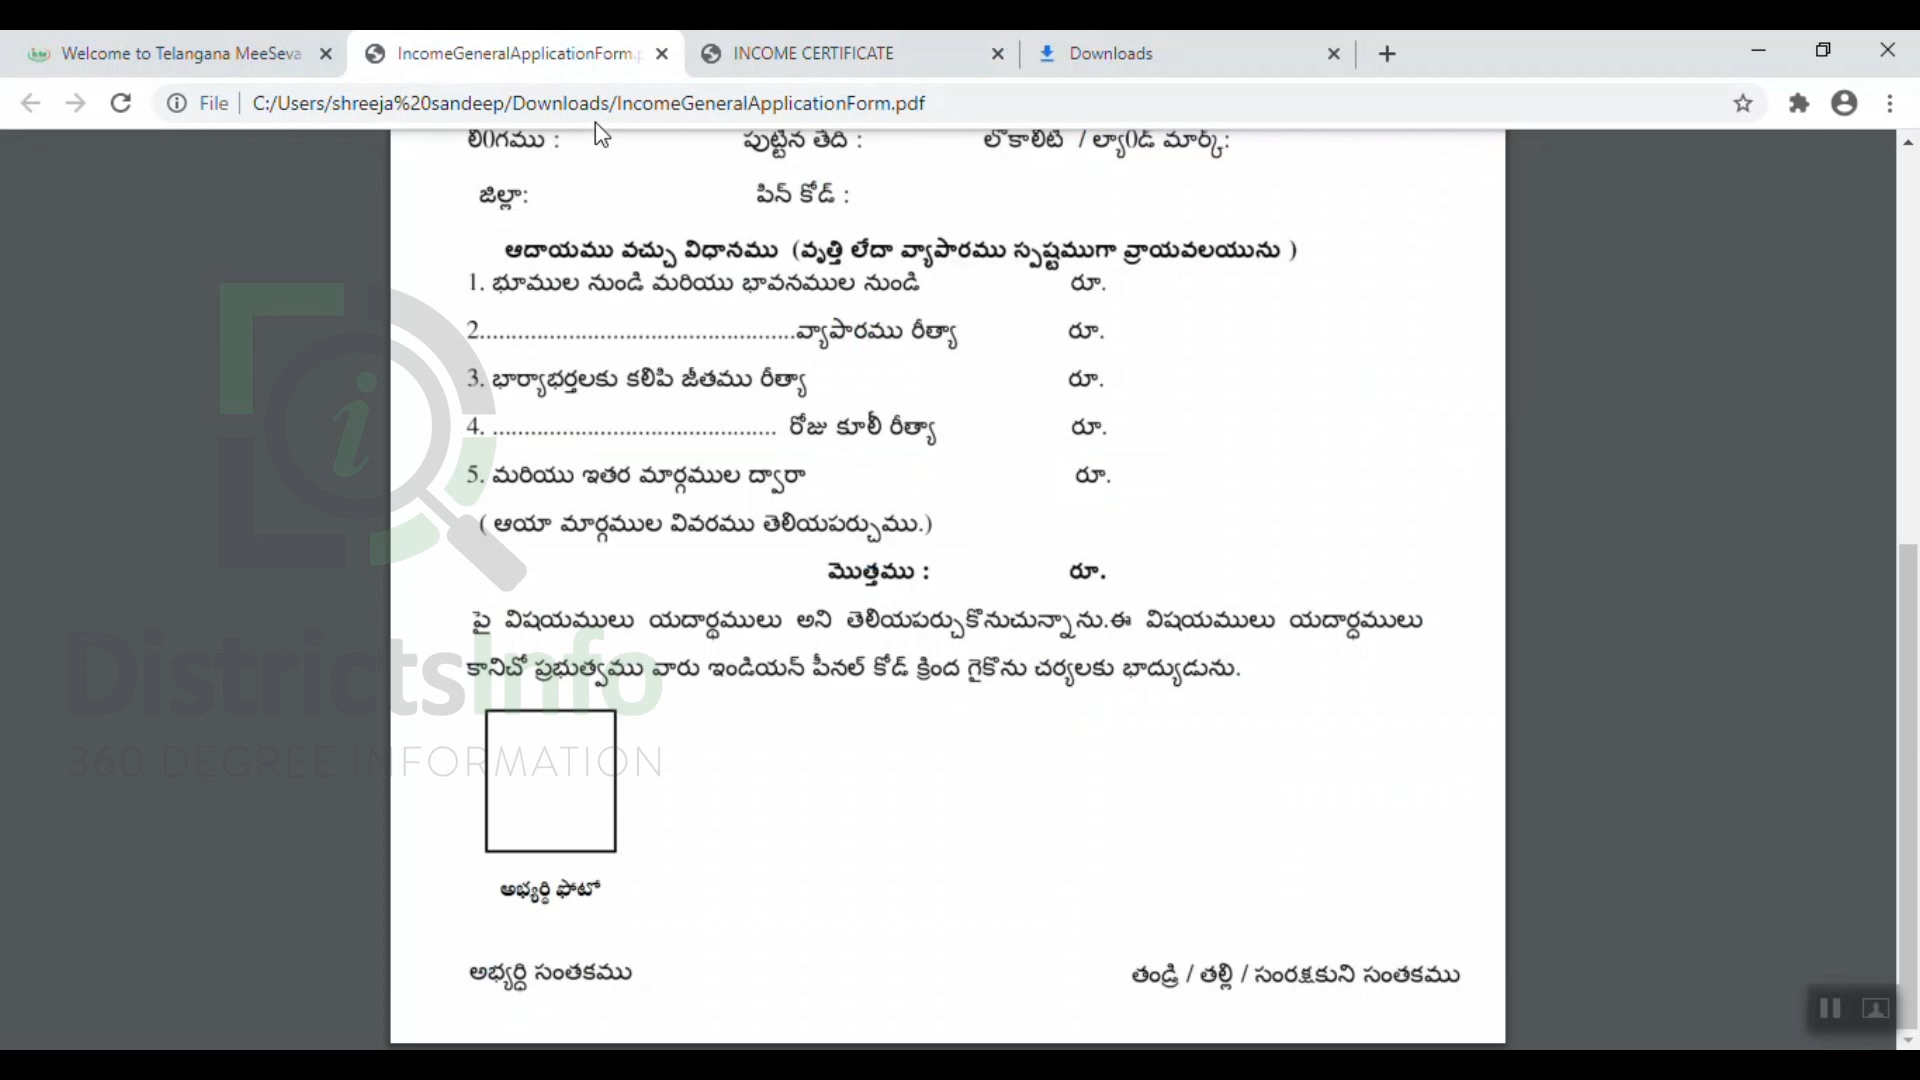 Welcome to Telangana MeeSeva
IncomeGeneralApplicationForm.p
INCOME CERTIFICATE
Downloads
File
C:/Users/shreeja%20sandeep/Downloads/IncomeGeneralApplicationForm.pdf
లి0గము : పుట్టిన తేది : లొకాలిటి / ల్యా0డ్ మార్క్:
జిల్లా: పిన్ కోడ్ :
ఆదాయము వచ్చు విధానము (వృత్తి లేదా వ్యాపారము స్పష్టముగా వ్రాయవలయును )
1. భూముల నుండి మరియు భావనముల నుండి రూ.
2..................................................వ్యాపారము రీత్యా రూ.
3. భార్యాభర్తలకు కలిపి జీతము రీత్యా రూ.
4. ............................................. రోజు కూలీ రీత్యా రూ.
5. మరియు ఇతర మార్గముల ద్వారా రూ.
( ఆయా మార్గముల వివరము తెలియపర్చుము.)
మొత్తము : రూ.
పై విషయములు యదార్థములు అని తెలియపర్చుకొనుచున్నాను.ఈ విషయములు యదార్ధములు
కానిచో ప్రభుత్వము వారు ఇండియన్ పీనల్ కోడ్ క్రింద గైకొను చర్యలకు భాద్యుడును.
DistrictsInfo
360 DEGREE INFORMATION
అభ్యర్ధి ఫోటో
అభ్యర్ధి సంతకము
తండ్రి / తల్లి / సంరక్షకుని సంతకము